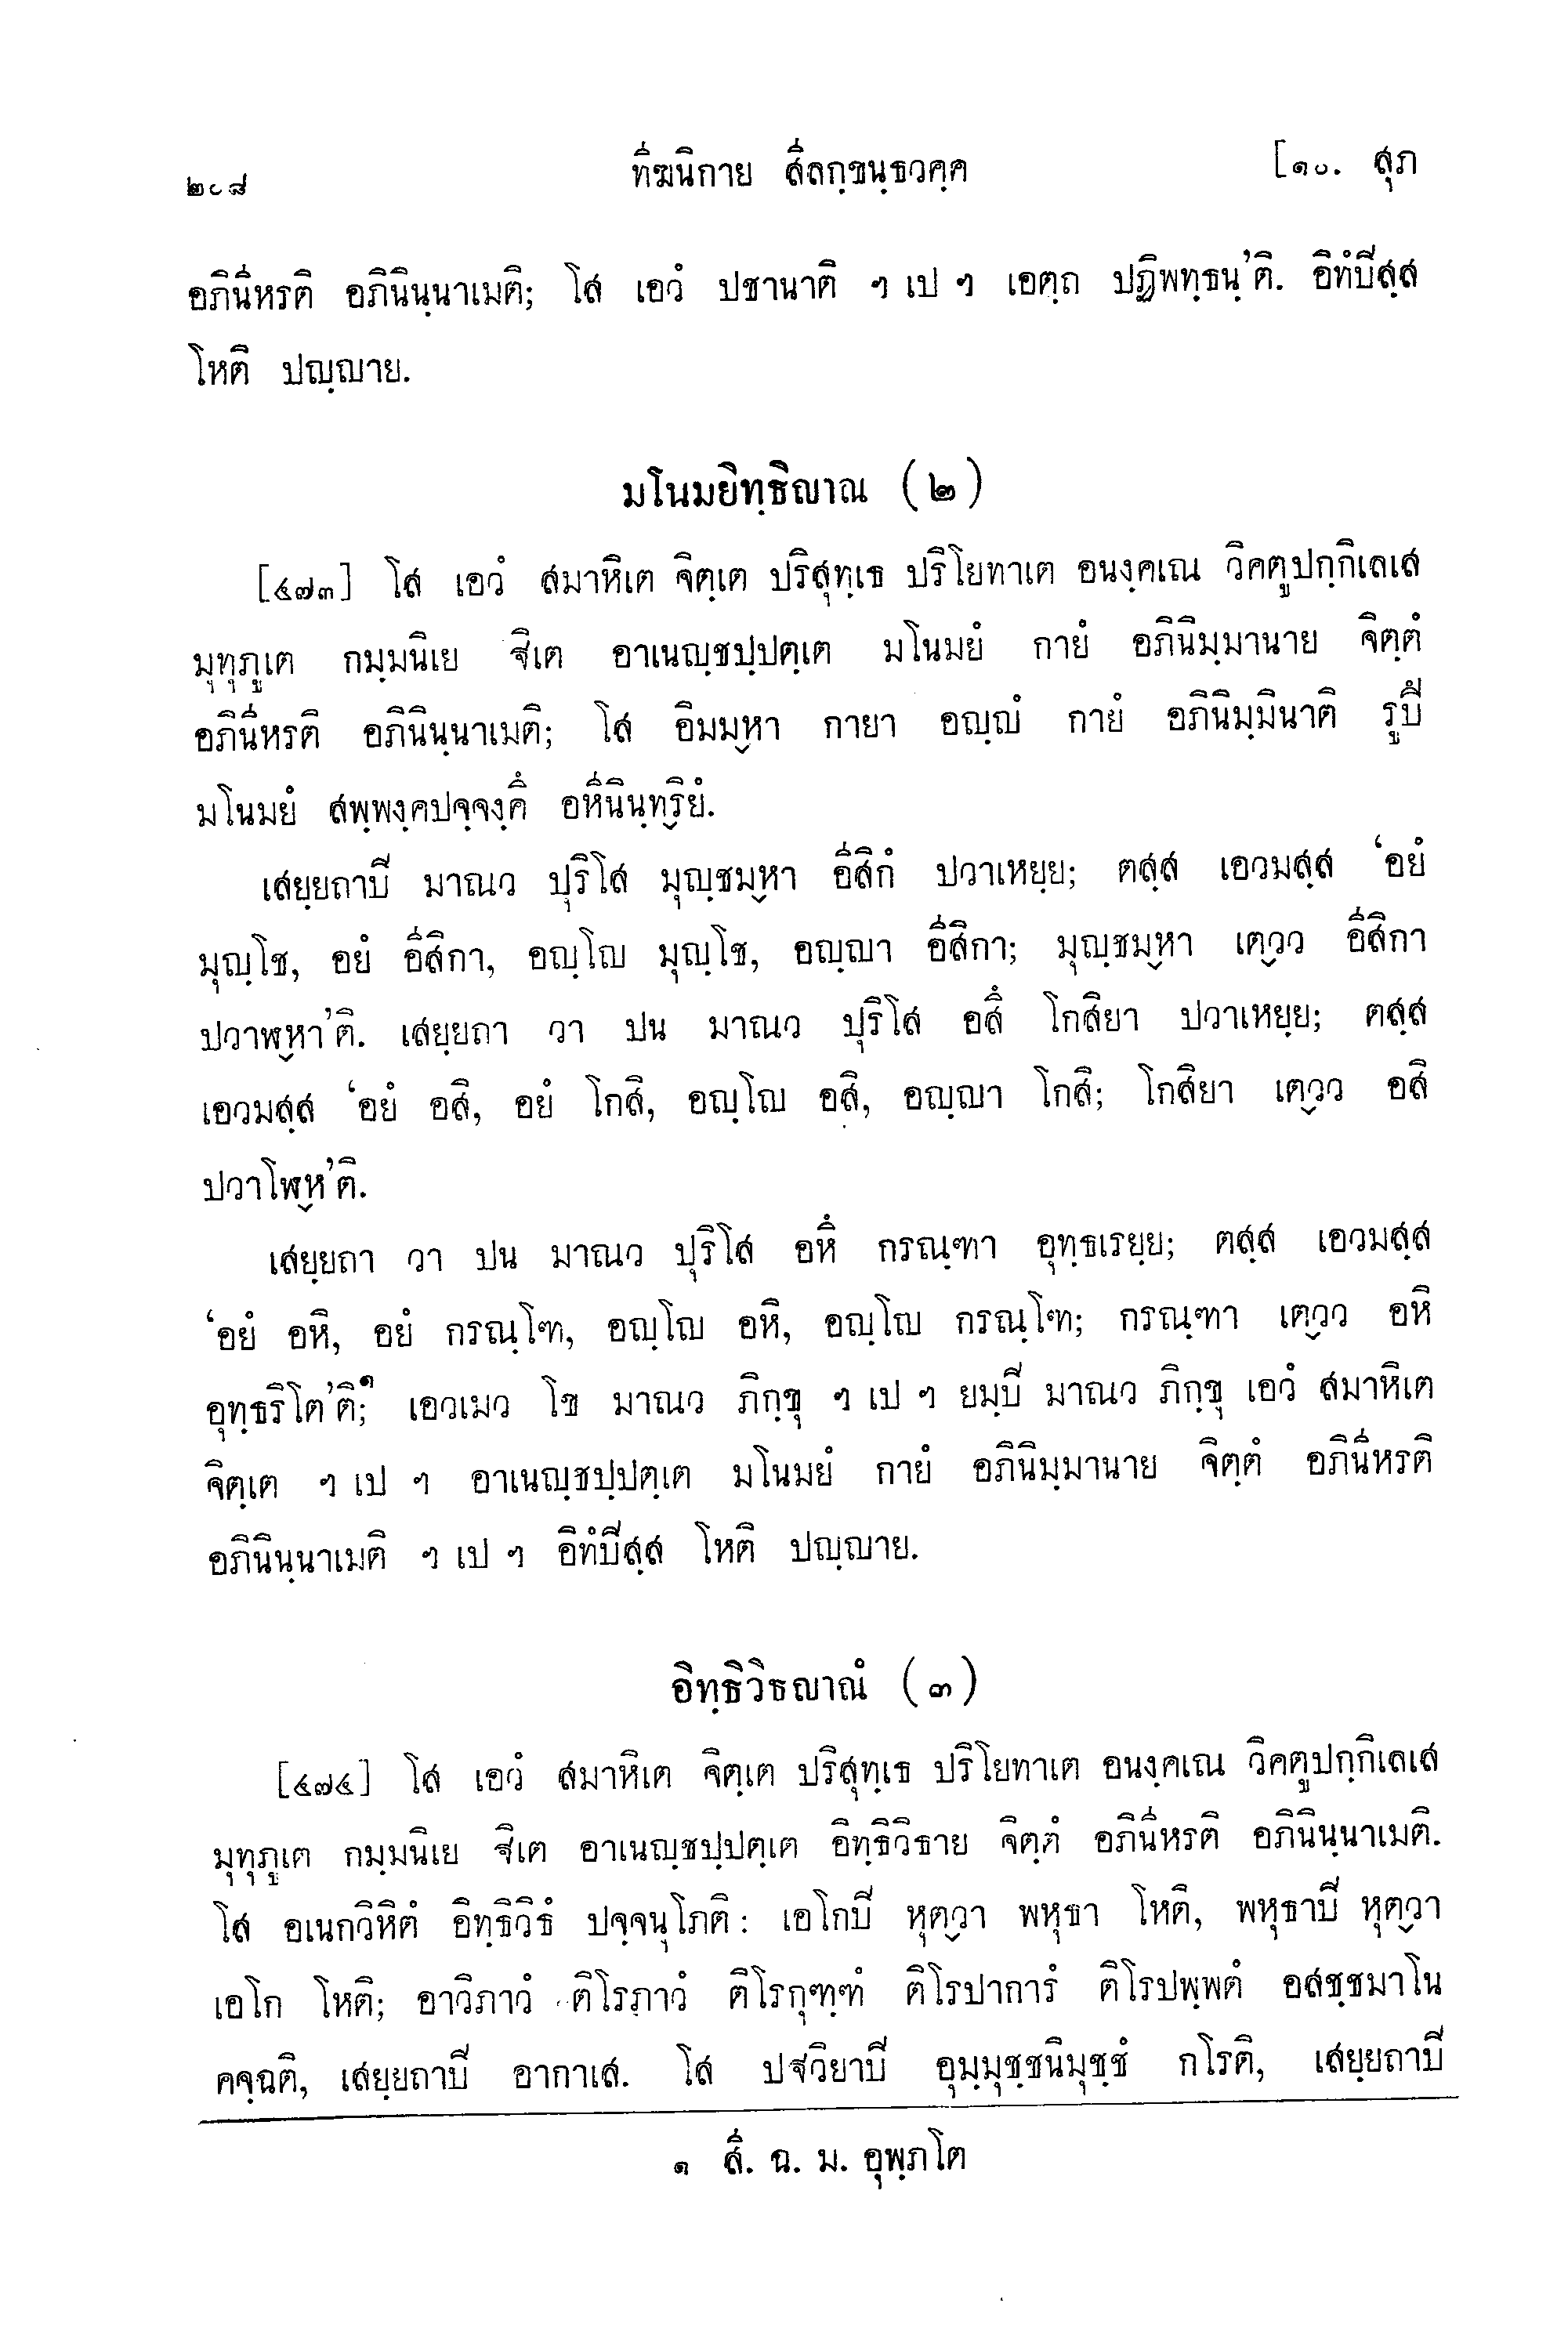 ๒๐๘ ทีฆนิกาย สีลกฺขนฺธวคฺค [๑๐. สุภ
อภินีหรติ อภินินฺนาเมติ; โส เอวํ ปชานาติ ฯ เป ฯ เอตฺถ ปฏิพทฺธนฺ’ติ. อิทํปีสฺส
โหติ ปญฺญาย.
มโนมยิทฺธิญาณ (๒)
[๔๗๓] โส เอวํ สมาหิเต จิตฺเต ปริสุทฺเธ ปริโยทาเต อนงฺคเณ วิคตูปกฺกิเลเส
มุทุภูเต กมฺมนิเย ฐิเต อาเนญฺชปฺปตฺเต มโนมยํ กายํ อภินิมฺมานาย จิตฺตํ
อภินีหรติ อภินินฺนาเมติ; โส อิมมฺหา กายา อญฺญํ กายํ อภินิมฺมินาติ รูปึ
มโนมยํ สพฺพงฺคปจฺจงฺคึ อหีนินฺทฺริยํ.
เสยฺยถาปี มาณว ปุริโส มุญฺชมฺหา อีสิกํ ปวาเหยฺย; ตสฺส เอวมสฺส ‘อยํ
มุญฺโช, อยํ อีสิกา, อญฺโญ มุญฺโช, อญฺญา อีสิกา; มุญฺชมฺหา เตฺวว อีสิกา
ปวาฬฺหา’ติ. เสยฺยถา วา ปน มาณว ปุริโส อสึ โกสิยา ปวาเหยฺย; ตสฺส
เอวมสฺส ‘อยํ อสิ, อยํ โกสิ, อญฺโญ อสิ, อญฺญา โกสิ; โกสิยา เตฺวว อสิ
ปวาโฬฺห’ติ.
เสยฺยถา วา ปน มาณว ปุริโส อหึ กรณฺฑา อุทฺธเรยฺย; ตสฺส เอวมสฺส
‘อยํ อหิ, อยํ กรณฺโฑ, อญฺโญ อหิ, อญฺโญ กรณฺโฑ; กรณฺฑา เตฺวว อหิ
อุทฺธริโต’ติ;๑ เอวเมว โข มาณว ภิกฺขุ ฯ เป ฯ ยมฺปี มาณว ภิกฺขุ เอวํ สมาหิเต
จิตฺเต ฯ เป ฯ อาเนญฺชปฺปตฺเต มโนมยํ กายํ อภินิมฺมานาย จิตฺตํ อภินีหรติ
อภินินฺนาเมติ ฯ เป ฯ อิทํปีสฺส โหติ ปญฺญาย.
อิทฺธิวิธญาณํ (๓)
[๔๗๔] โส เอวํ สมาหิเต จิตฺเต ปริสุทฺเธ ปริโยทาเต อนงฺคเณ วิคตูปกฺกิเลเส
มุทุภูเต กมฺมนิเย ฐิเต อาเนญฺชปฺปตฺเต อิทฺธิวิธาย จิตฺตํ อภินีหรติ อภินินฺนาเมติ.
โส อเนกวิหิตํ อิทฺธิวิธํ ปจฺจนุโภติ: เอโกปี หุตฺวา พหุธา โหติ, พหุธาปี หุตฺวา
เอโก โหติ; อาวิภาวํ ติโรภาวํ ติโรกุฑฺฑํ ติโรปาการํ ติโรปพฺพตํ อสชฺชมาโน
คจฺฉติ, เสยฺยถาปี อากาเส. โส ปฐวิยาปี อุมฺมุชฺชนิมุชฺชํ กโรติ, เสยฺยถาปี
๑ สี. ฉ. ม. อุพฺภโต